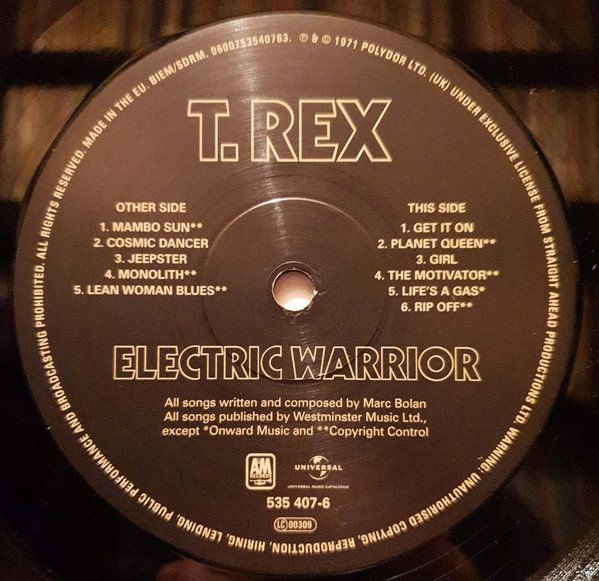 MADE IN THE EU. BIEM/SDRM. 0600753540763. ℗ & © 1971 POLYDOR LTD. (UK) UNDER EXCLUSIVE LICENSE FROM STRAIGHT AHEAD PRODUCTIONS LTD WARNING: UNAUTHORISED COPYING, REPRODUCTION, HIRING, LENDING, PUBLIC PERFORMANCE AND BROADCASTING PROHIBITED. ALL RIGHTS RESERVED.
T. REX
OTHER SIDE
1. MAMBO SUN**
2. COSMIC DANCER
3. JEEPSTER
4. MONOLITH**
5. LEAN WOMAN BLUES**
THIS SIDE
1. GET IT ON
2. PLANET QUEEN**
3. GIRL
4. THE MOTIVATOR**
5. LIFE'S A GAS*
6. RIP OFF**
ELECTRIC WARRIOR
All songs written and composed by Marc Bolan
All songs published by Westminster Music Ltd.,
except *Onward Music and **Copyright Control
A&M
RECORDS
UNIVERSAL
UNIVERSAL MUSIC CATALOGUE
535 407-6
LC 00309